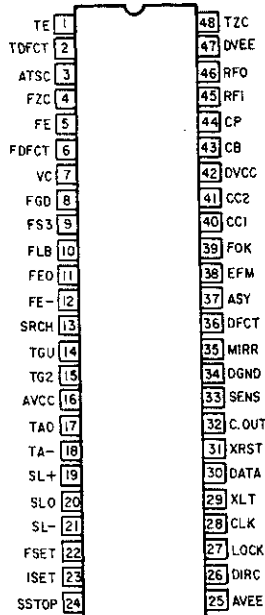 TE 1 48 TZC
TDFCT 2 47 DVEE
ATSC 3 46 RFO
FZC 4 45 RFI
FE 5 44 CP
FDFCT 6 43 CB
VC 7 42 DVCC
FGD 8 41 CC2
FS3 9 40 CC1
FLB 10 39 FOK
FEO 11 38 EFM
FE- 12 37 ASY
SRCH 13 36 DFCT
TGU 14 35 MIRR
TG2 15 34 DGND
AVCC 16 33 SENS
TAO 17 32 C.OUT
TA- 18 31 XRST
SL+ 19 30 DATA
SLO 20 29 XLT
SL- 21 28 CLK
FSET 22 27 LOCK
ISET 23 26 DIRC
SSTOP 24 25 AVEE